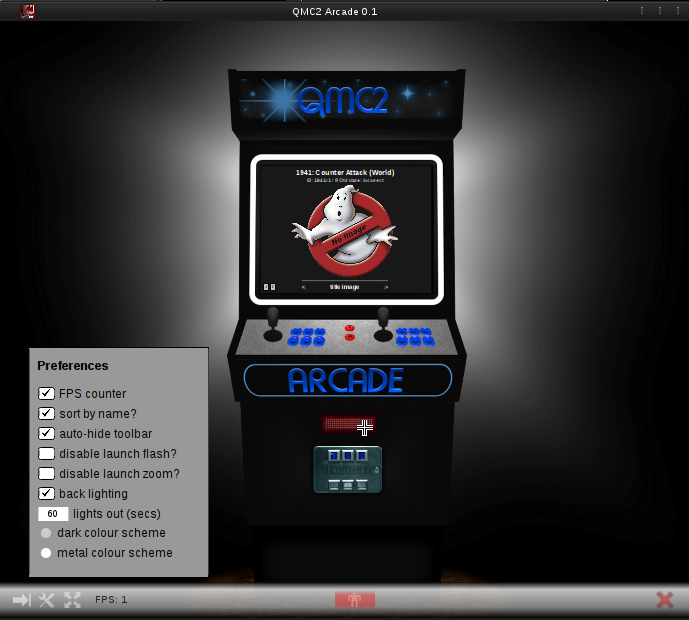 QMC2 Arcade 0.1
QMC2
1941: Counter Attack (World)
ROM state: incorrect
No Image
title image
ARCADE
Preferences
FPS counter
sort by name?
auto-hide toolbar
disable launch flash?
disable launch zoom?
back lighting
60 lights out (secs)
dark colour scheme
metal colour scheme
FPS: 1